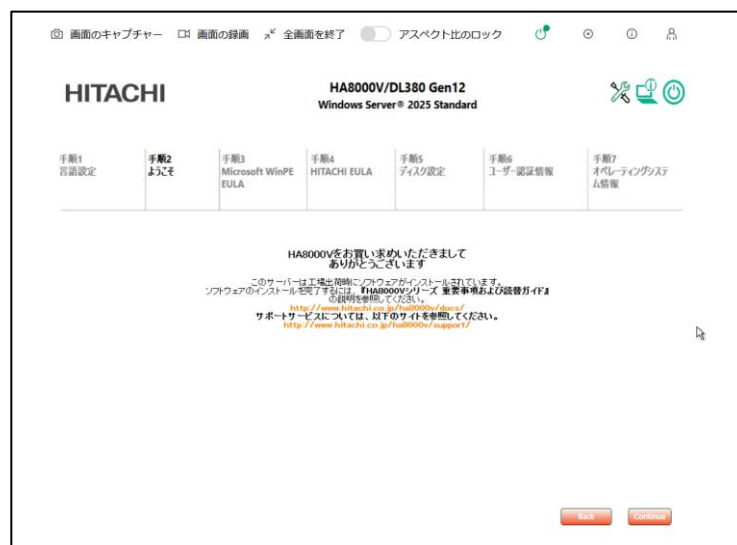 画面のキャプチャー 画面の録画 全画面を終了 アスペクト比のロック
HITACHI
HA8000V/DL380 Gen12
Windows Server® 2025 Standard
手順1
言語設定
手順2
ようこそ
手順3
Microsoft WinPE
EULA
手順4
HITACHI EULA
手順5
ディスク設定
手順6
ユーザー認証情報
手順7
オペレーティングシステ
ム情報
HA8000Vをお買い求めいただきまして
ありがとうございます
このサーバーは工場出荷時にソフトウェアがインストールされています。
ソフトウェアのインストールを完了するには、『HA8000Vシリーズ 重要事項および読替ガイド』
の説明を参照してください。
http://www.hitachi.co.jp/ha8000v/docs/
サポートサービスについては、以下のサイトを参照してください。
http://www.hitachi.co.jp/ha8000v/support/
Back Continue